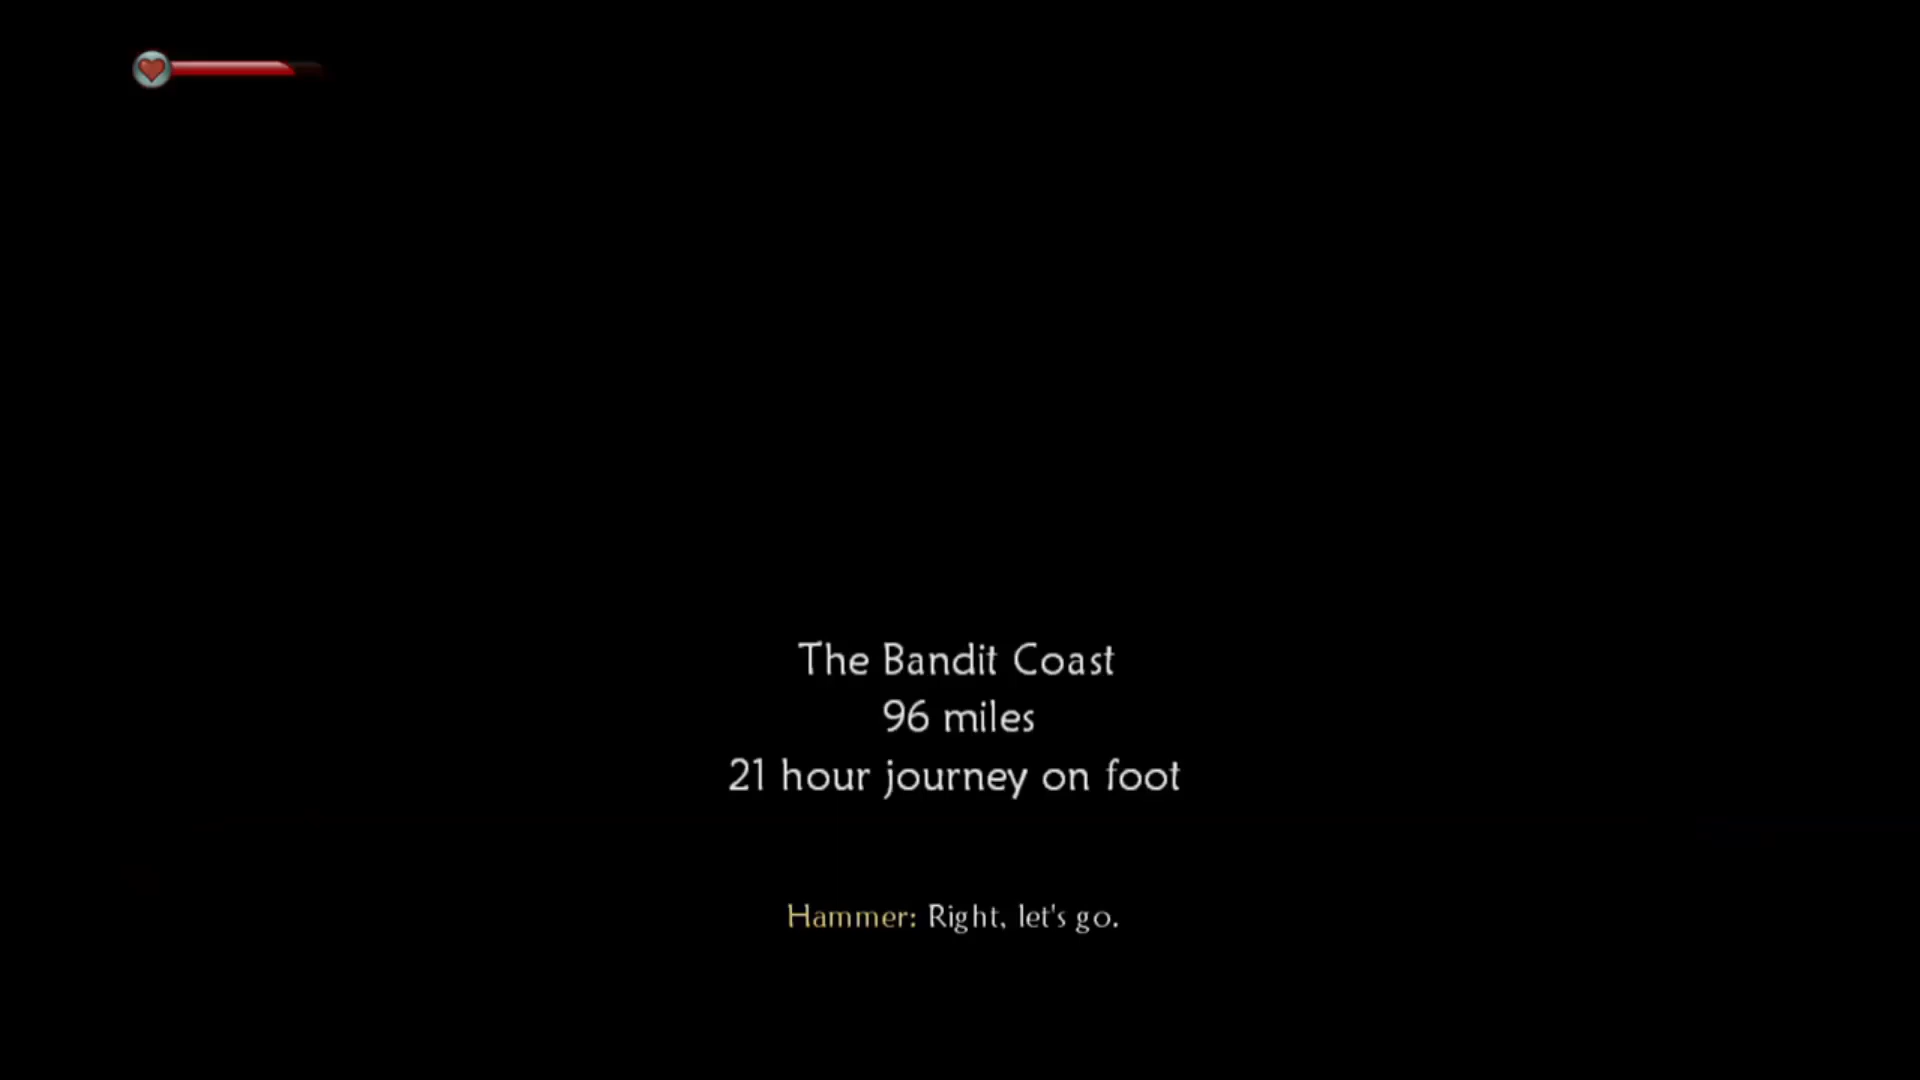 The Bandit Coast
96 miles
21 hour journey on foot
Hammer: Right, let's go.